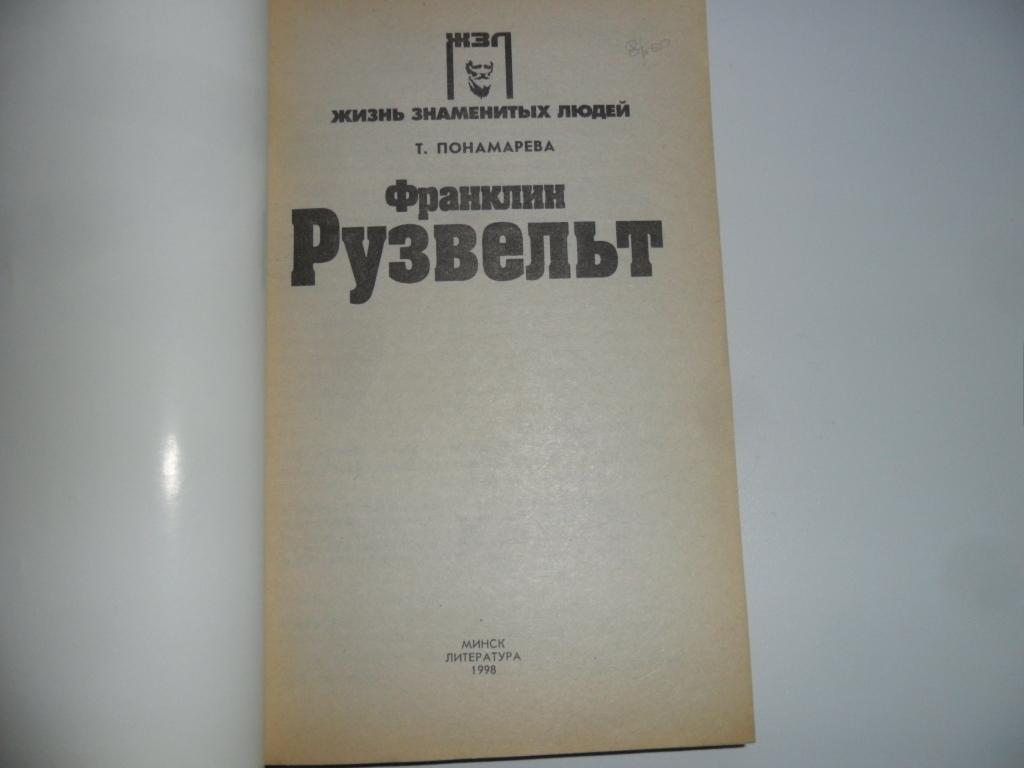 ЖЗЛ
ЖИЗНЬ ЗНАМЕНИТЫХ ЛЮДЕЙ
Т. ПОНАМАРЕВА
Франклин
Рузвельт
МИНСК
ЛИТЕРАТУРА
1998